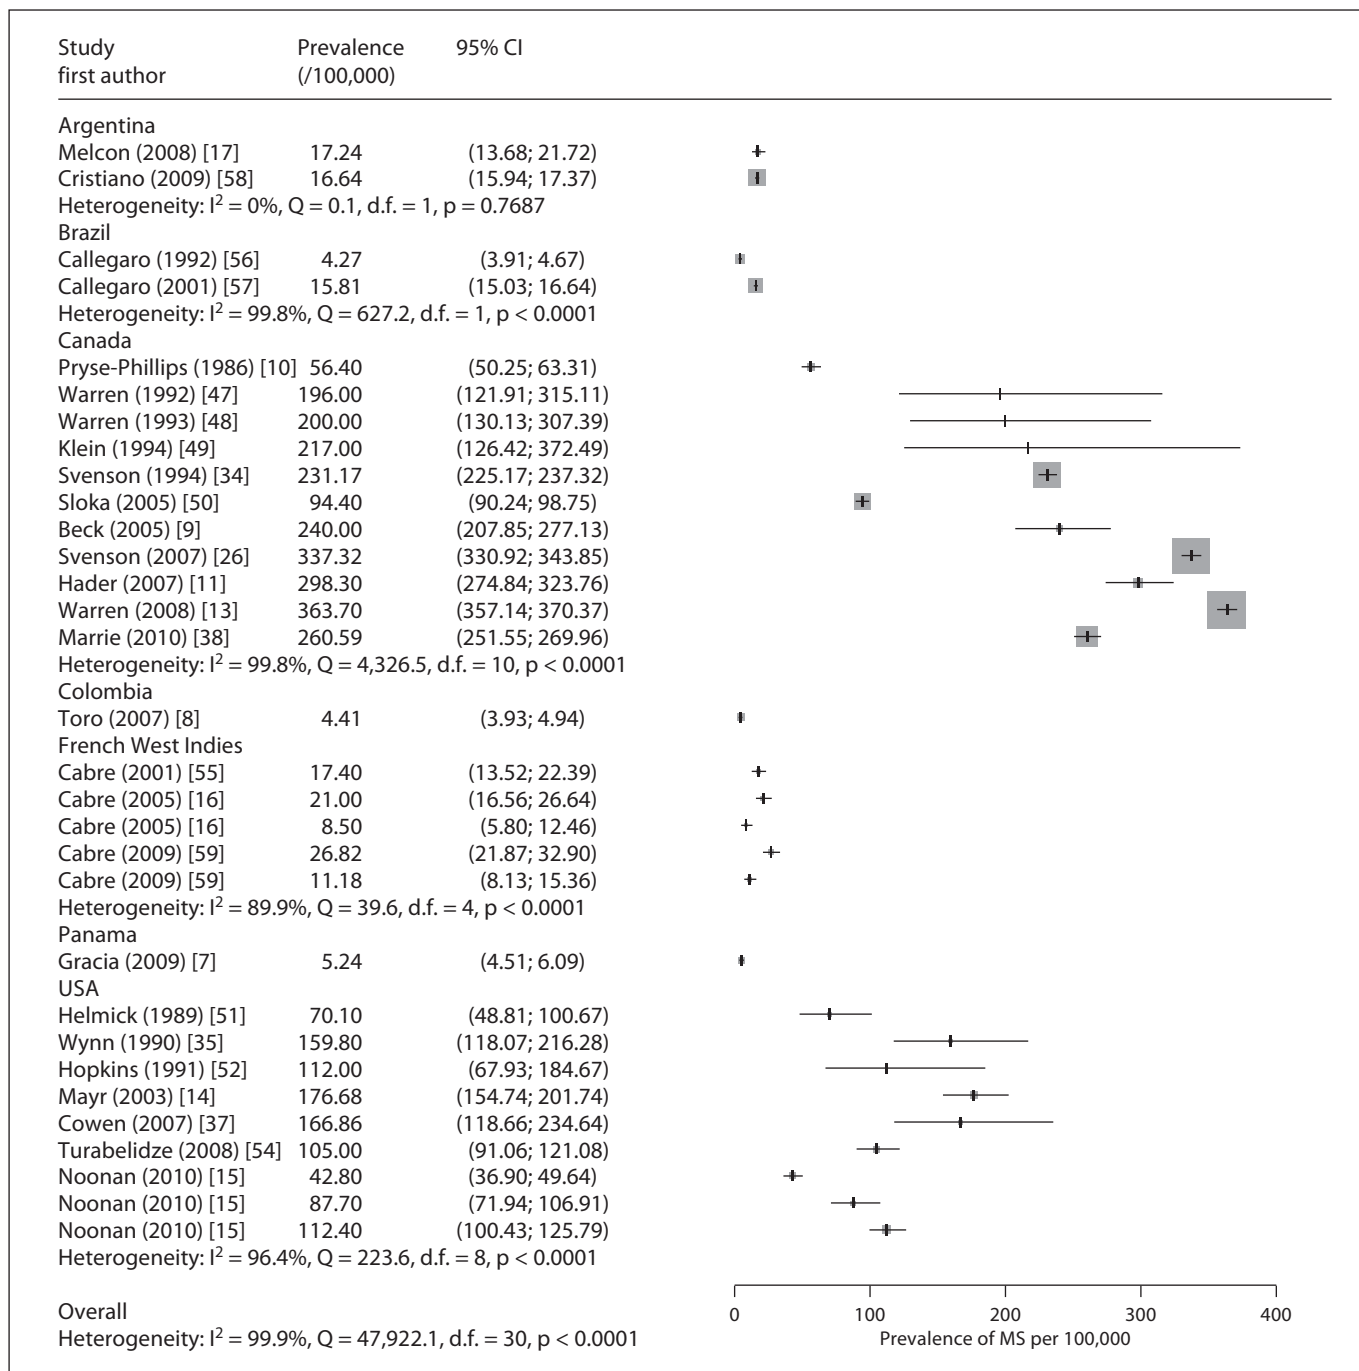 Study Prevalence 95% CI
first author (/100,000)
Argentina
Melcon (2008) [17] 17.24 (13.68; 21.72)
Cristiano (2009) [58] 16.64 (15.94; 17.37)
Heterogeneity: I² = 0%, Q = 0.1, d.f. = 1, p = 0.7687
Brazil
Callegaro (1992) [56] 4.27 (3.91; 4.67)
Callegaro (2001) [57] 15.81 (15.03; 16.64)
Heterogeneity: I² = 99.8%, Q = 627.2, d.f. = 1, p < 0.0001
Canada
Pryse-Phillips (1986) [10] 56.40 (50.25; 63.31)
Warren (1992) [47] 196.00 (121.91; 315.11)
Warren (1993) [48] 200.00 (130.13; 307.39)
Klein (1994) [49] 217.00 (126.42; 372.49)
Svenson (1994) [34] 231.17 (225.17; 237.32)
Sloka (2005) [50] 94.40 (90.24; 98.75)
Beck (2005) [9] 240.00 (207.85; 277.13)
Svenson (2007) [26] 337.32 (330.92; 343.85)
Hader (2007) [11] 298.30 (274.84; 323.76)
Warren (2008) [13] 363.70 (357.14; 370.37)
Marrie (2010) [38] 260.59 (251.55; 269.96)
Heterogeneity: I² = 99.8%, Q = 4,326.5, d.f. = 10, p < 0.0001
Colombia
Toro (2007) [8] 4.41 (3.93; 4.94)
French West Indies
Cabre (2001) [55] 17.40 (13.52; 22.39)
Cabre (2005) [16] 21.00 (16.56; 26.64)
Cabre (2005) [16] 8.50 (5.80; 12.46)
Cabre (2009) [59] 26.82 (21.87; 32.90)
Cabre (2009) [59] 11.18 (8.13; 15.36)
Heterogeneity: I² = 89.9%, Q = 39.6, d.f. = 4, p < 0.0001
Panama
Gracia (2009) [7] 5.24 (4.51; 6.09)
USA
Helmick (1989) [51] 70.10 (48.81; 100.67)
Wynn (1990) [35] 159.80 (118.07; 216.28)
Hopkins (1991) [52] 112.00 (67.93; 184.67)
Mayr (2003) [14] 176.68 (154.74; 201.74)
Cowen (2007) [37] 166.86 (118.66; 234.64)
Turabelidze (2008) [54] 105.00 (91.06; 121.08)
Noonan (2010) [15] 42.80 (36.90; 49.64)
Noonan (2010) [15] 87.70 (71.94; 106.91)
Noonan (2010) [15] 112.40 (100.43; 125.79)
Heterogeneity: I² = 96.4%, Q = 223.6, d.f. = 8, p < 0.0001
Overall
Heterogeneity: I² = 99.9%, Q = 47,922.1, d.f. = 30, p < 0.0001
0 100 200 300 400
Prevalence of MS per 100,000